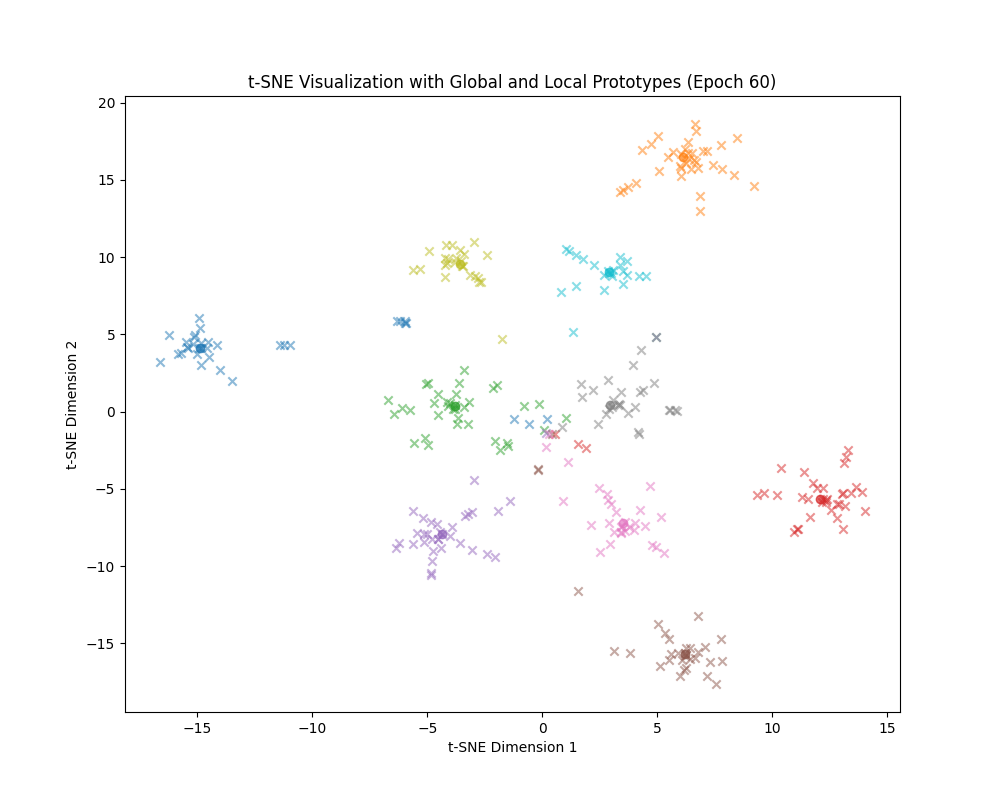 t-SNE Visualization with Global and Local Prototypes (Epoch 60)
20
15
10
5
0
−5
−10
−15
t-SNE Dimension 2
−15 −10 −5 0 5 10 15
t-SNE Dimension 1